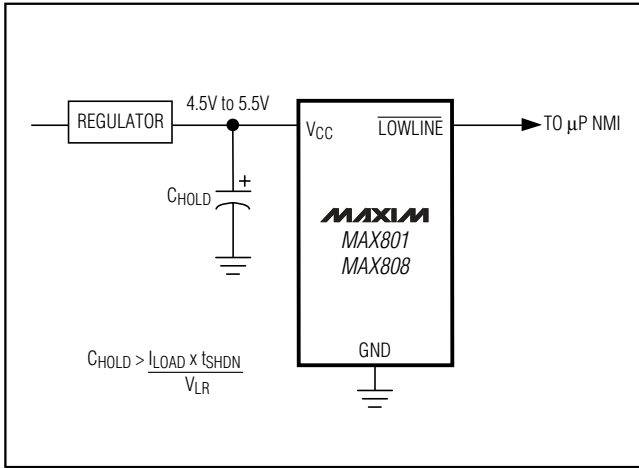 4.5V to 5.5V
REGULATOR
VCC
LOWLINE
TO μP NMI
+
CHOLD
MAXIM
MAX801
MAX808
GND
CHOLD > ILOAD x tSHDN
VLR